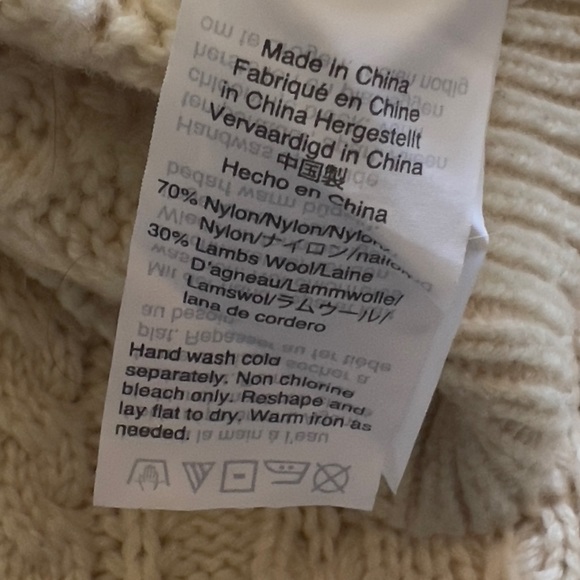 Made in China
Fabriqué en Chine
in China Hergestellt
Vervaardigd in China
中国製
Hecho en China
70% Nylon/Nylon/Nylon/
Nylon/ナイロン/nailon
30% Lambs Wool/Laine
D'agneau/Lammwolle/
Lamswol/ラムウール/
lana de cordero
Hand wash cold
separately. Non chlorine
bleach only. Reshape and
lay flat to dry. Warm iron as
needed.